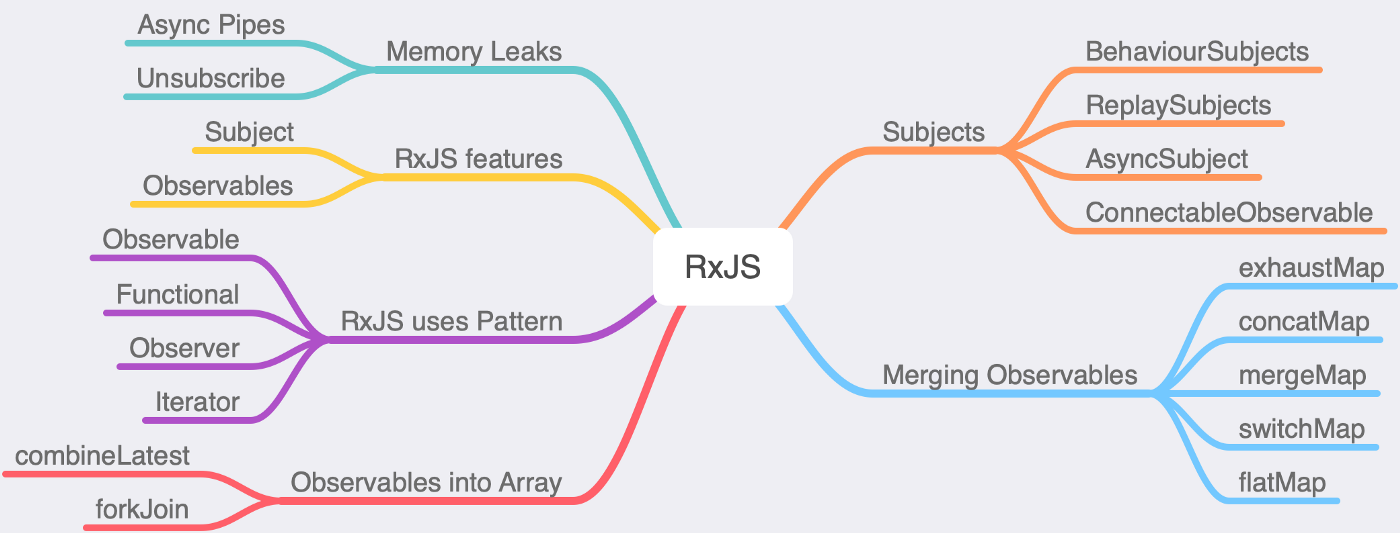 RxJS
Memory Leaks
Async Pipes
Unsubscribe
RxJS features
Subject
Observables
RxJS uses Pattern
Observable
Functional
Observer
Iterator
Observables into Array
combineLatest
forkJoin
Subjects
BehaviourSubjects
ReplaySubjects
AsyncSubject
ConnectableObservable
Merging Observables
exhaustMap
concatMap
mergeMap
switchMap
flatMap